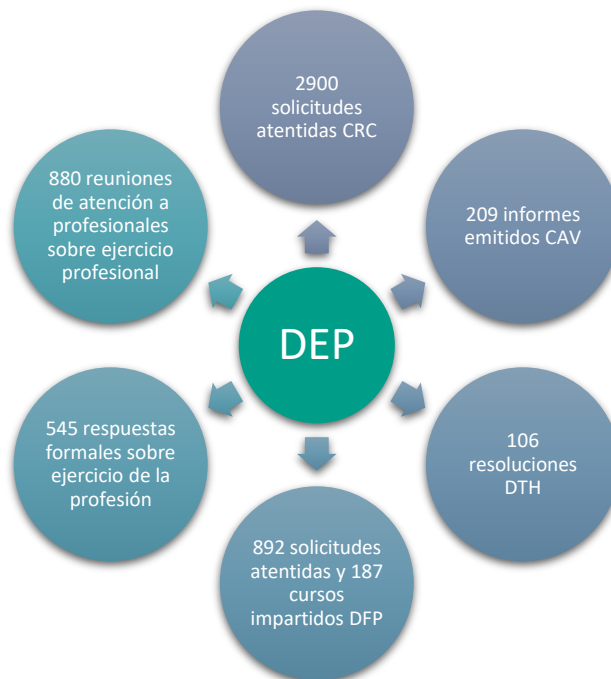 2900
solicitudes
atentidas CRC
880 reuniones
de atención a
profesionales
sobre ejercicio
profesional
209 informes
emitidos CAV
DEP
545 respuestas
formales sobre
ejercicio de la
profesión
106
resoluciones
DTH
892 solicitudes
atentidas y 187
cursos
impartidos DFP